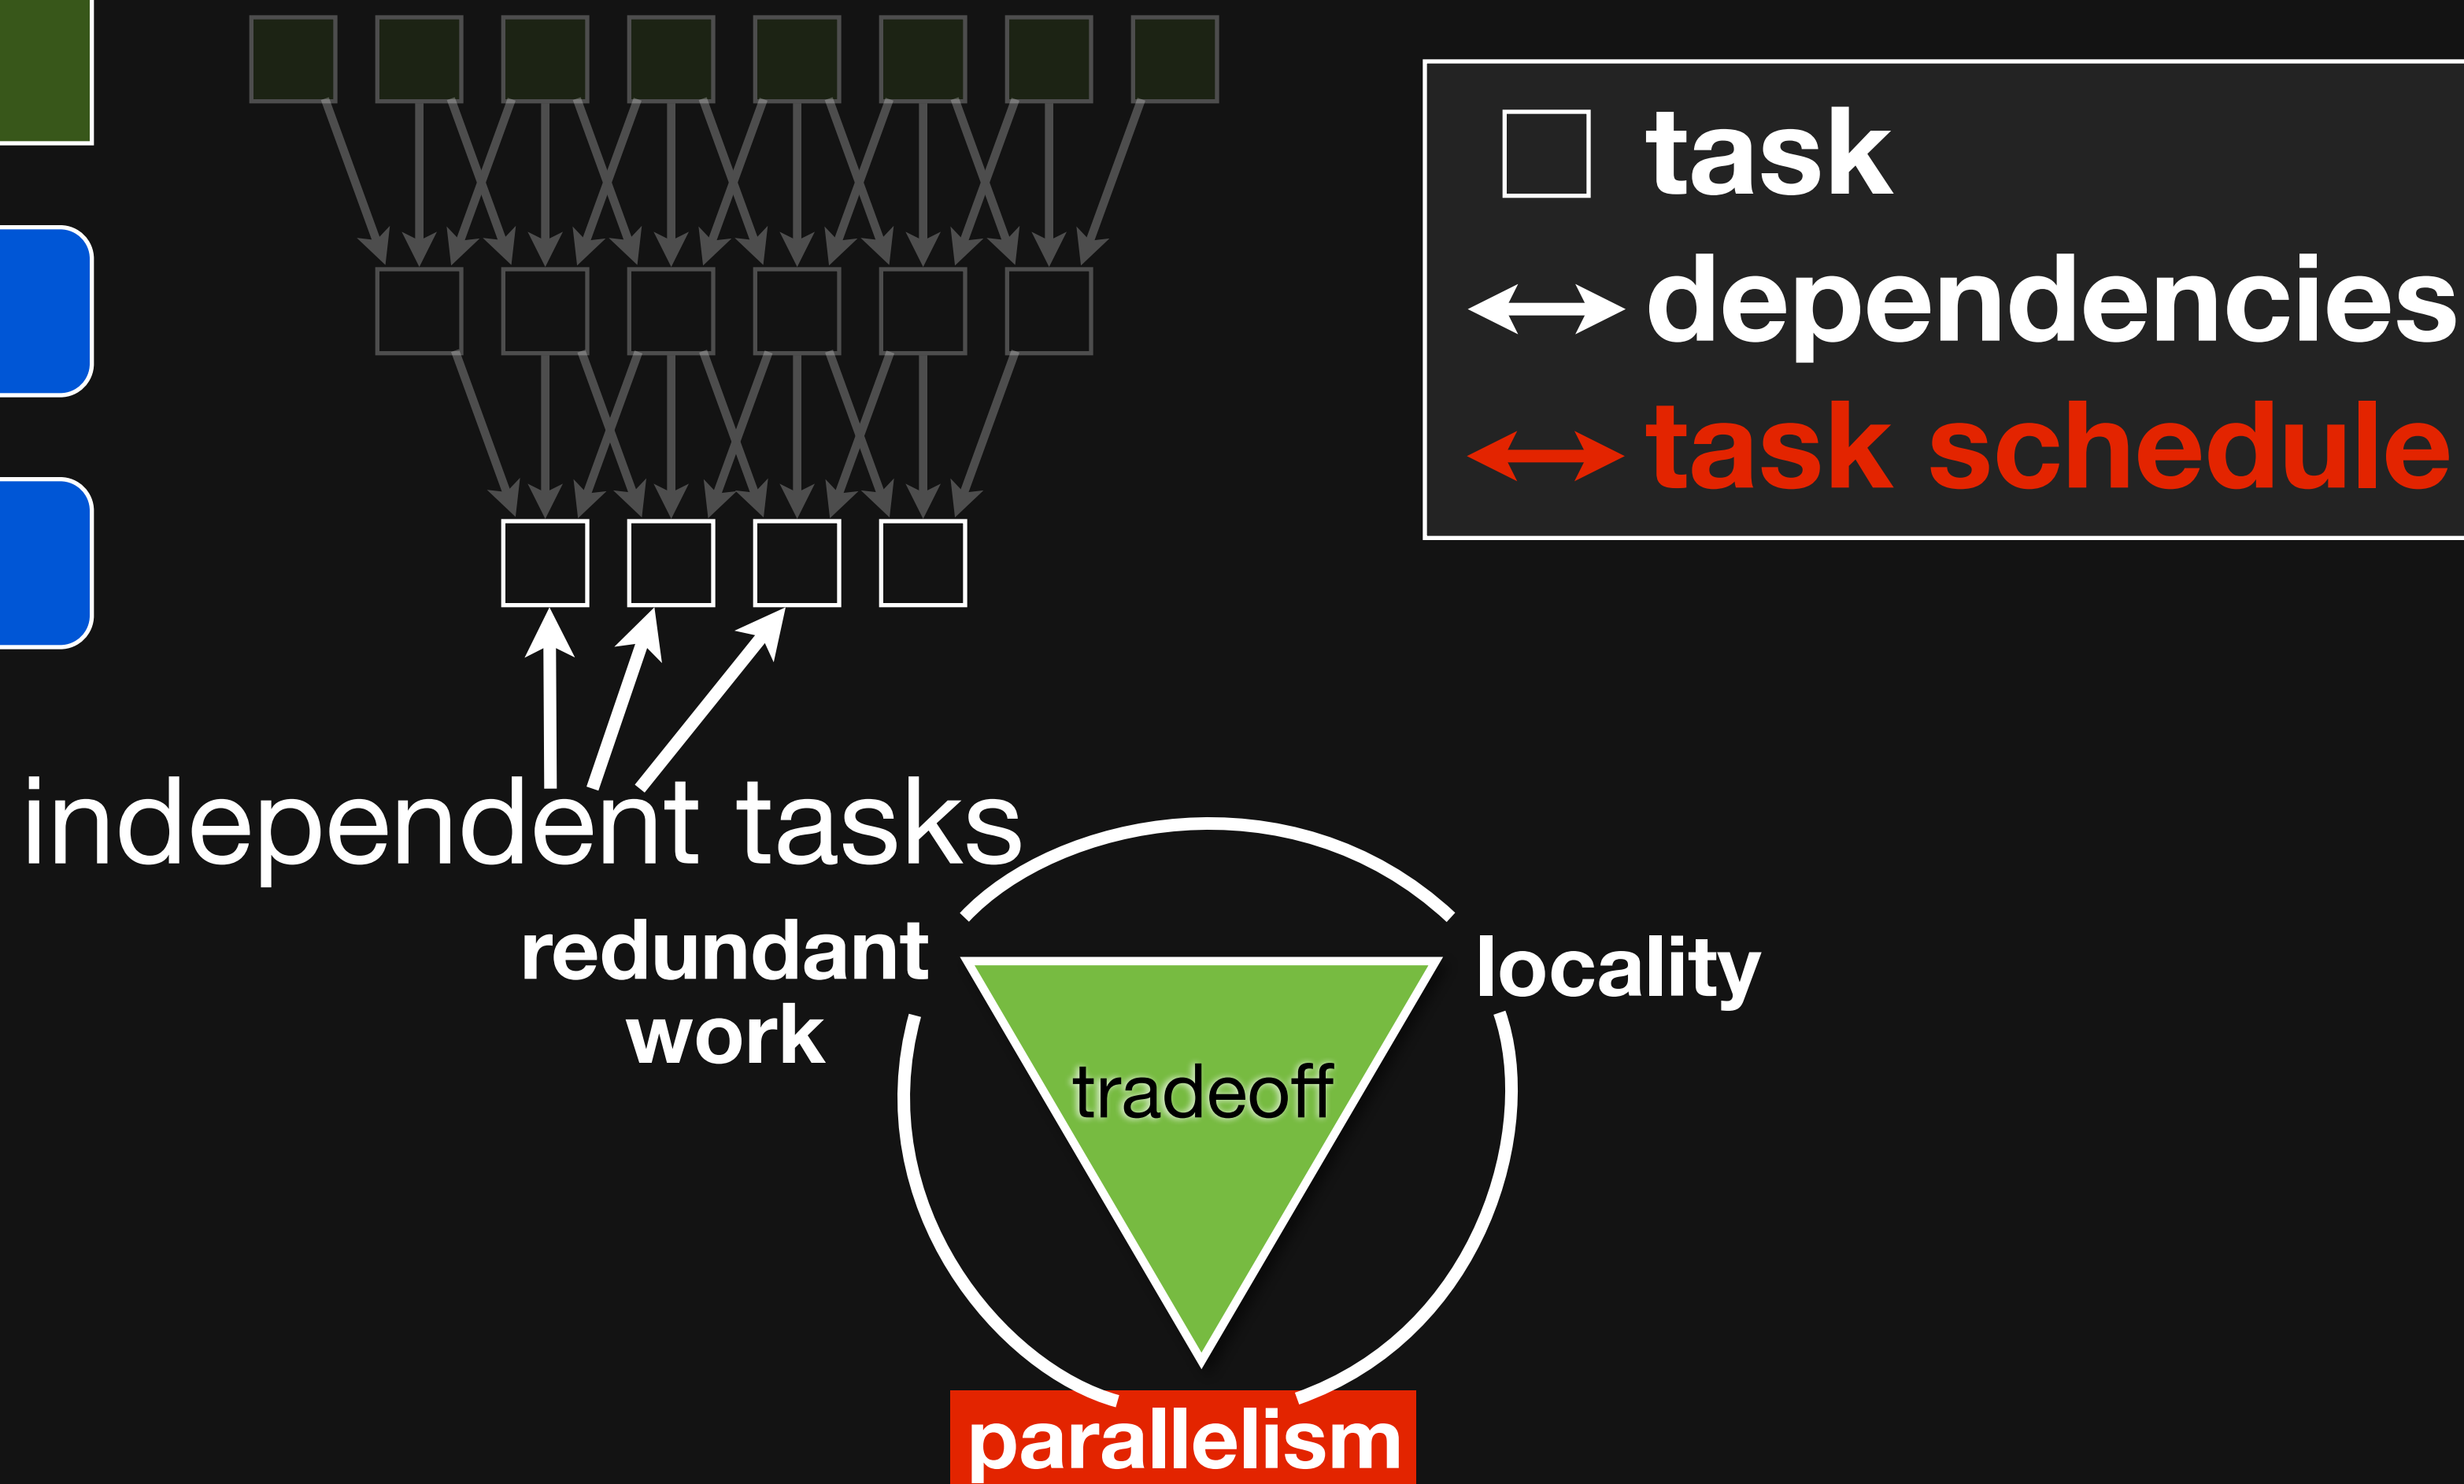 task
dependencies
task schedule
independent tasks
redundant
work
locality
tradeoff
parallelism